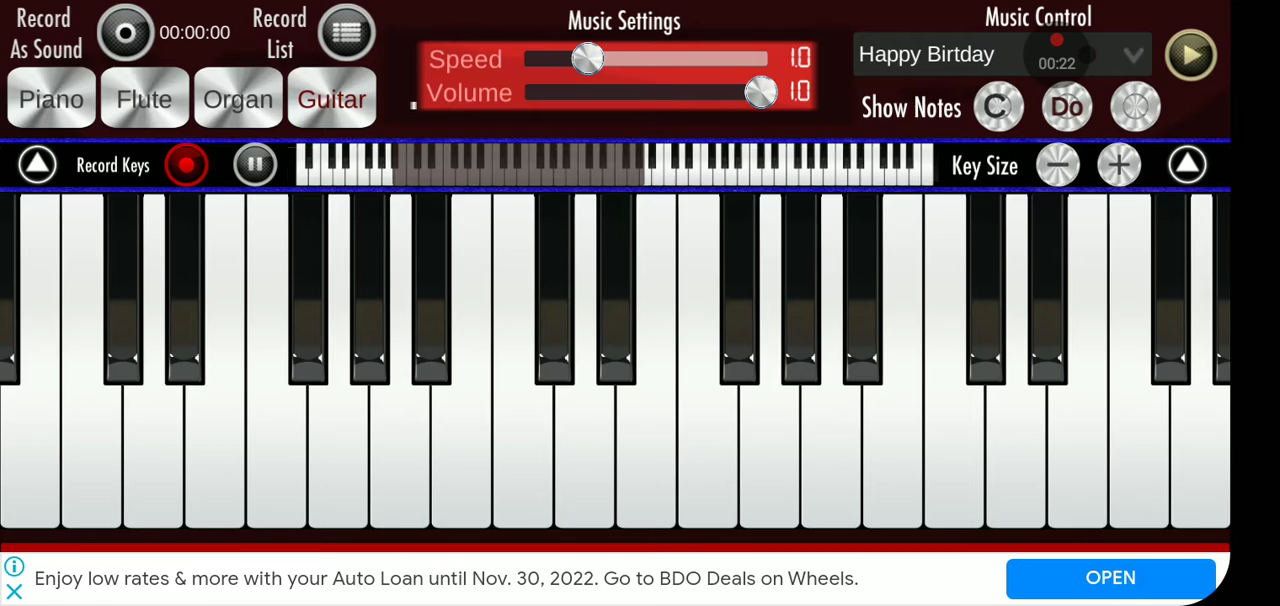 Record
As Sound
00:00:00
Record
List
Music Settings
Music Control
Speed
1.0
Volume
1.0
Happy Birtday
00:22
Piano
Flute
Organ
Guitar
Show Notes
C
Do
Record Keys
Key Size
Enjoy low rates & more with your Auto Loan until Nov. 30, 2022. Go to BDO Deals on Wheels.
OPEN